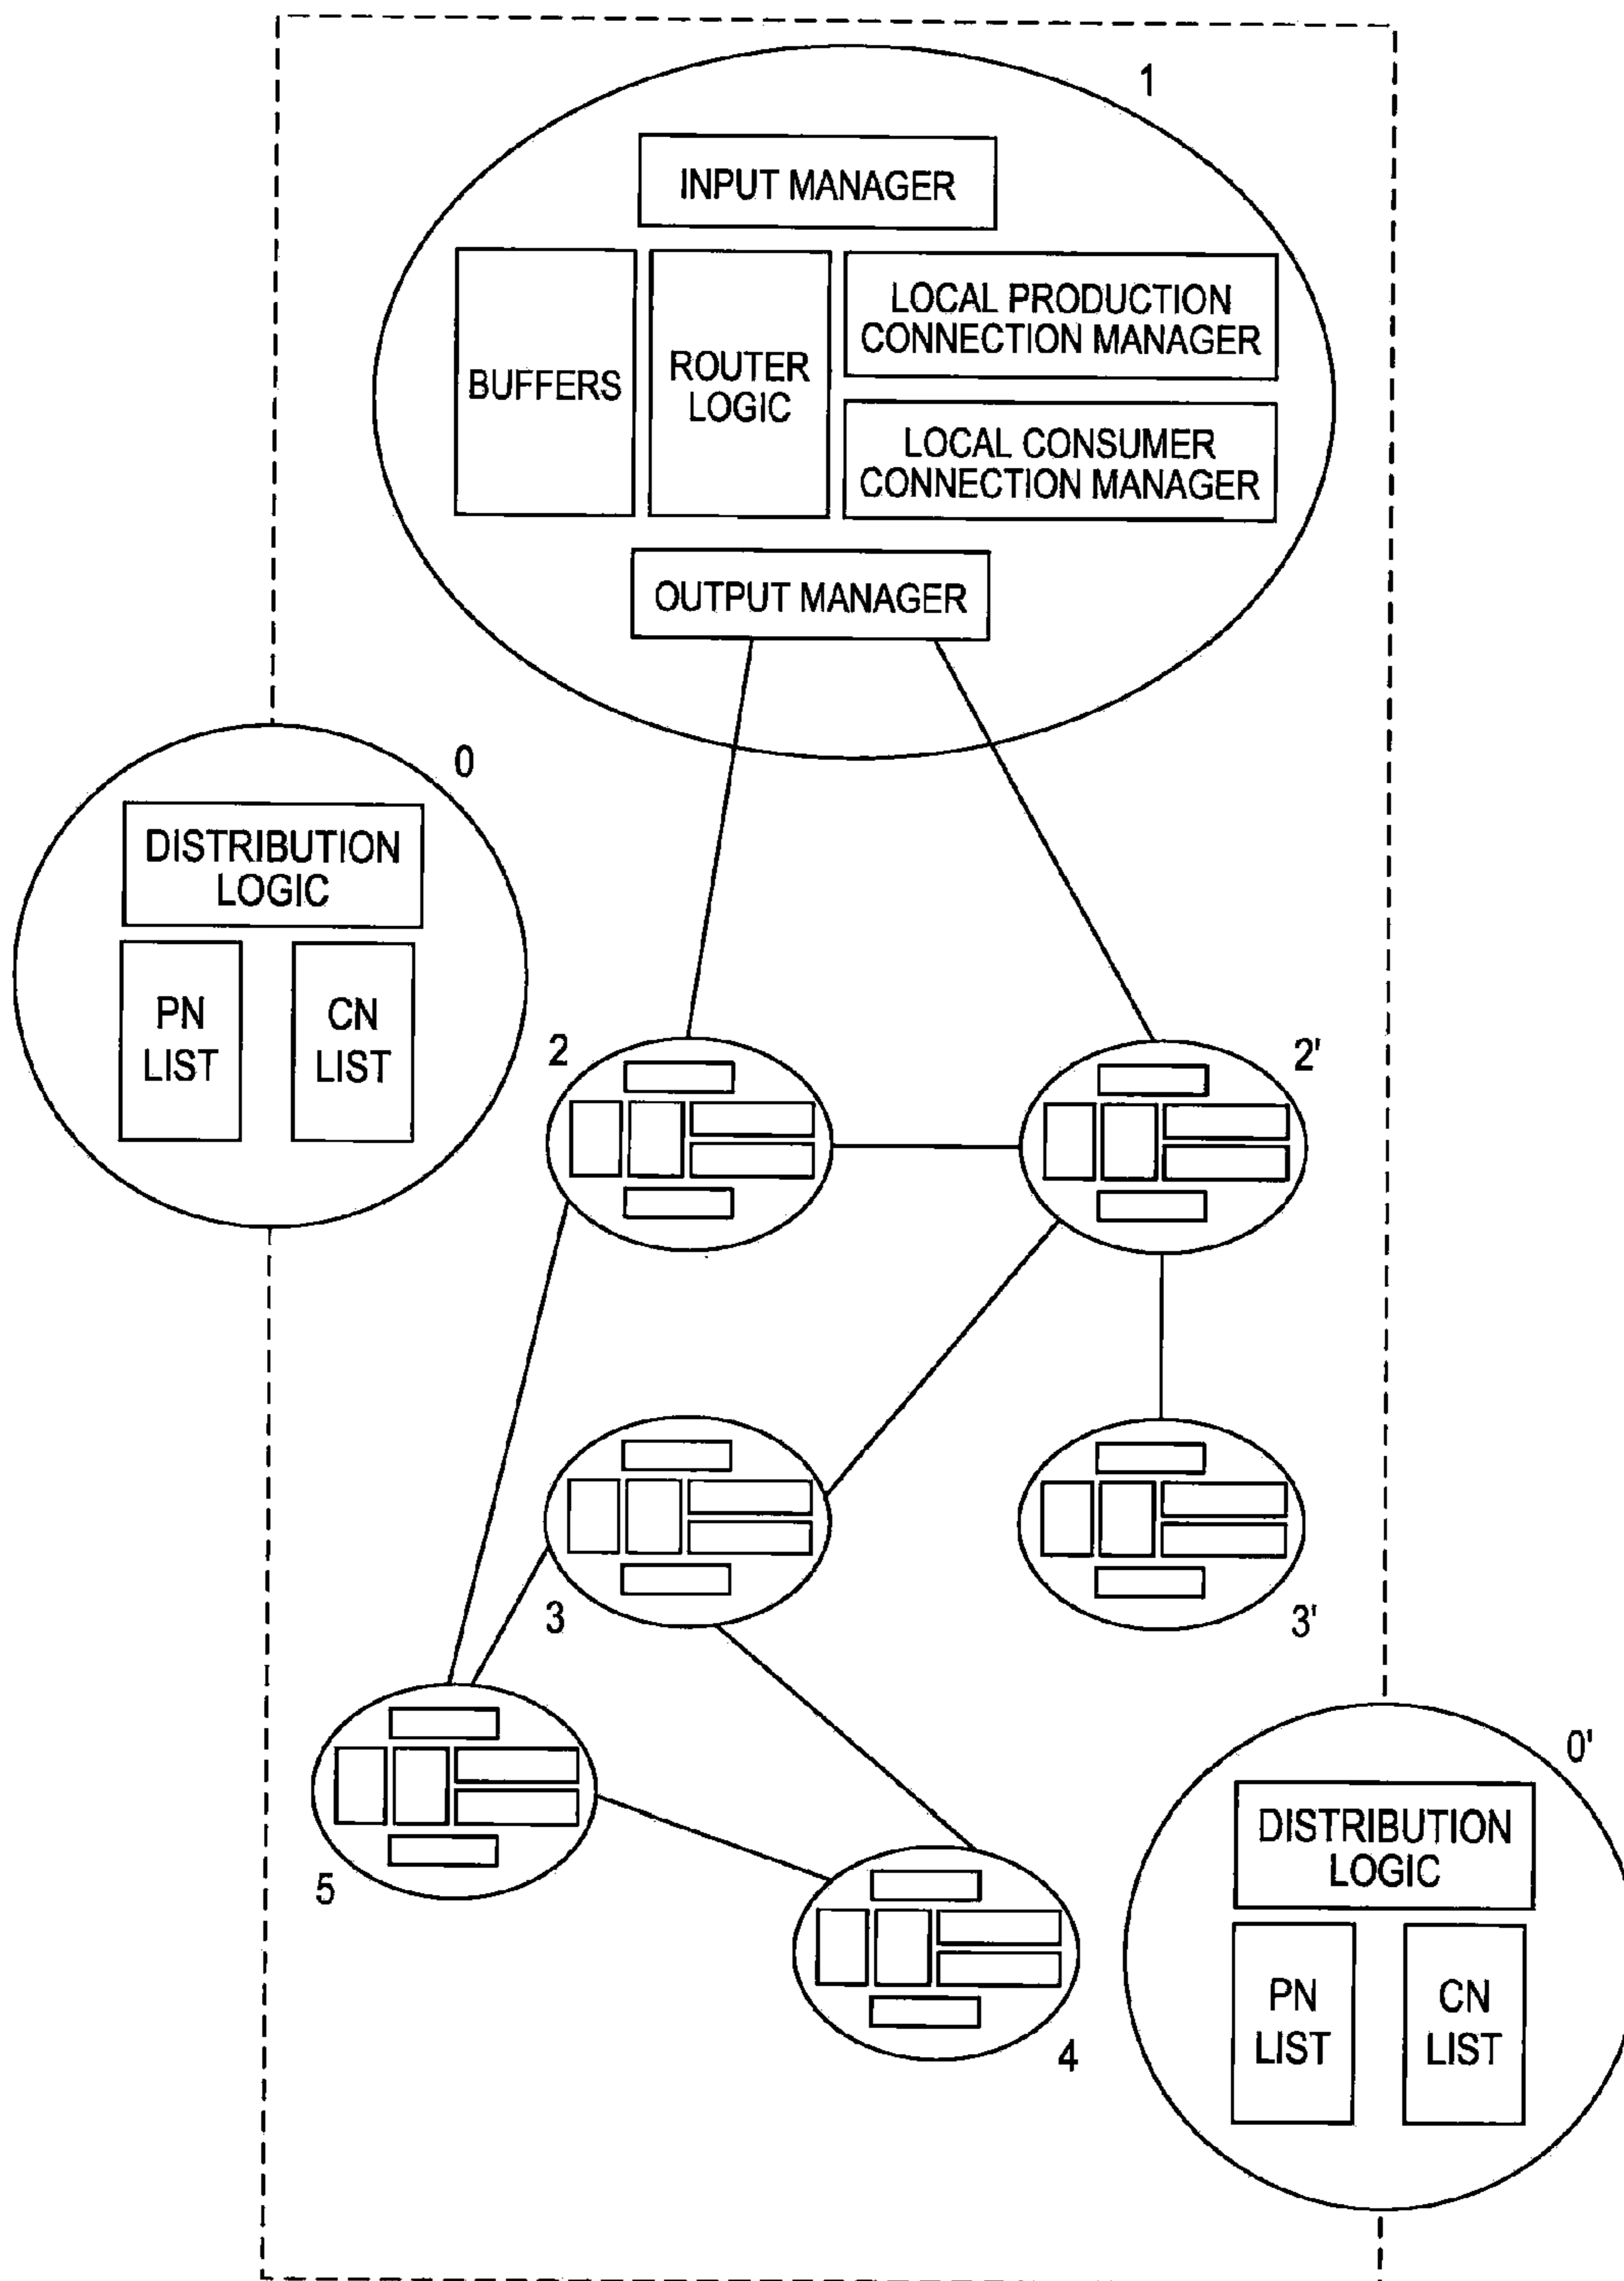 1
INPUT MANAGER
BUFFERS
ROUTER
LOGIC
LOCAL PRODUCTION
CONNECTION MANAGER
LOCAL CONSUMER
CONNECTION MANAGER
OUTPUT MANAGER
0
DISTRIBUTION
LOGIC
PN
LIST
CN
LIST
2
2'
3
3'
5
4
0'
DISTRIBUTION
LOGIC
PN
LIST
CN
LIST